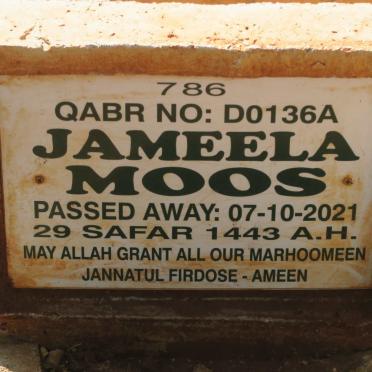 786
QABR NO: D0136A
JAMEELA
MOOS
PASSED AWAY: 07-10-2021
29 SAFAR 1443 A.H.
MAY ALLAH GRANT ALL OUR MARHOOMEEN
JANNATUL FIRDOSE - AMEEN